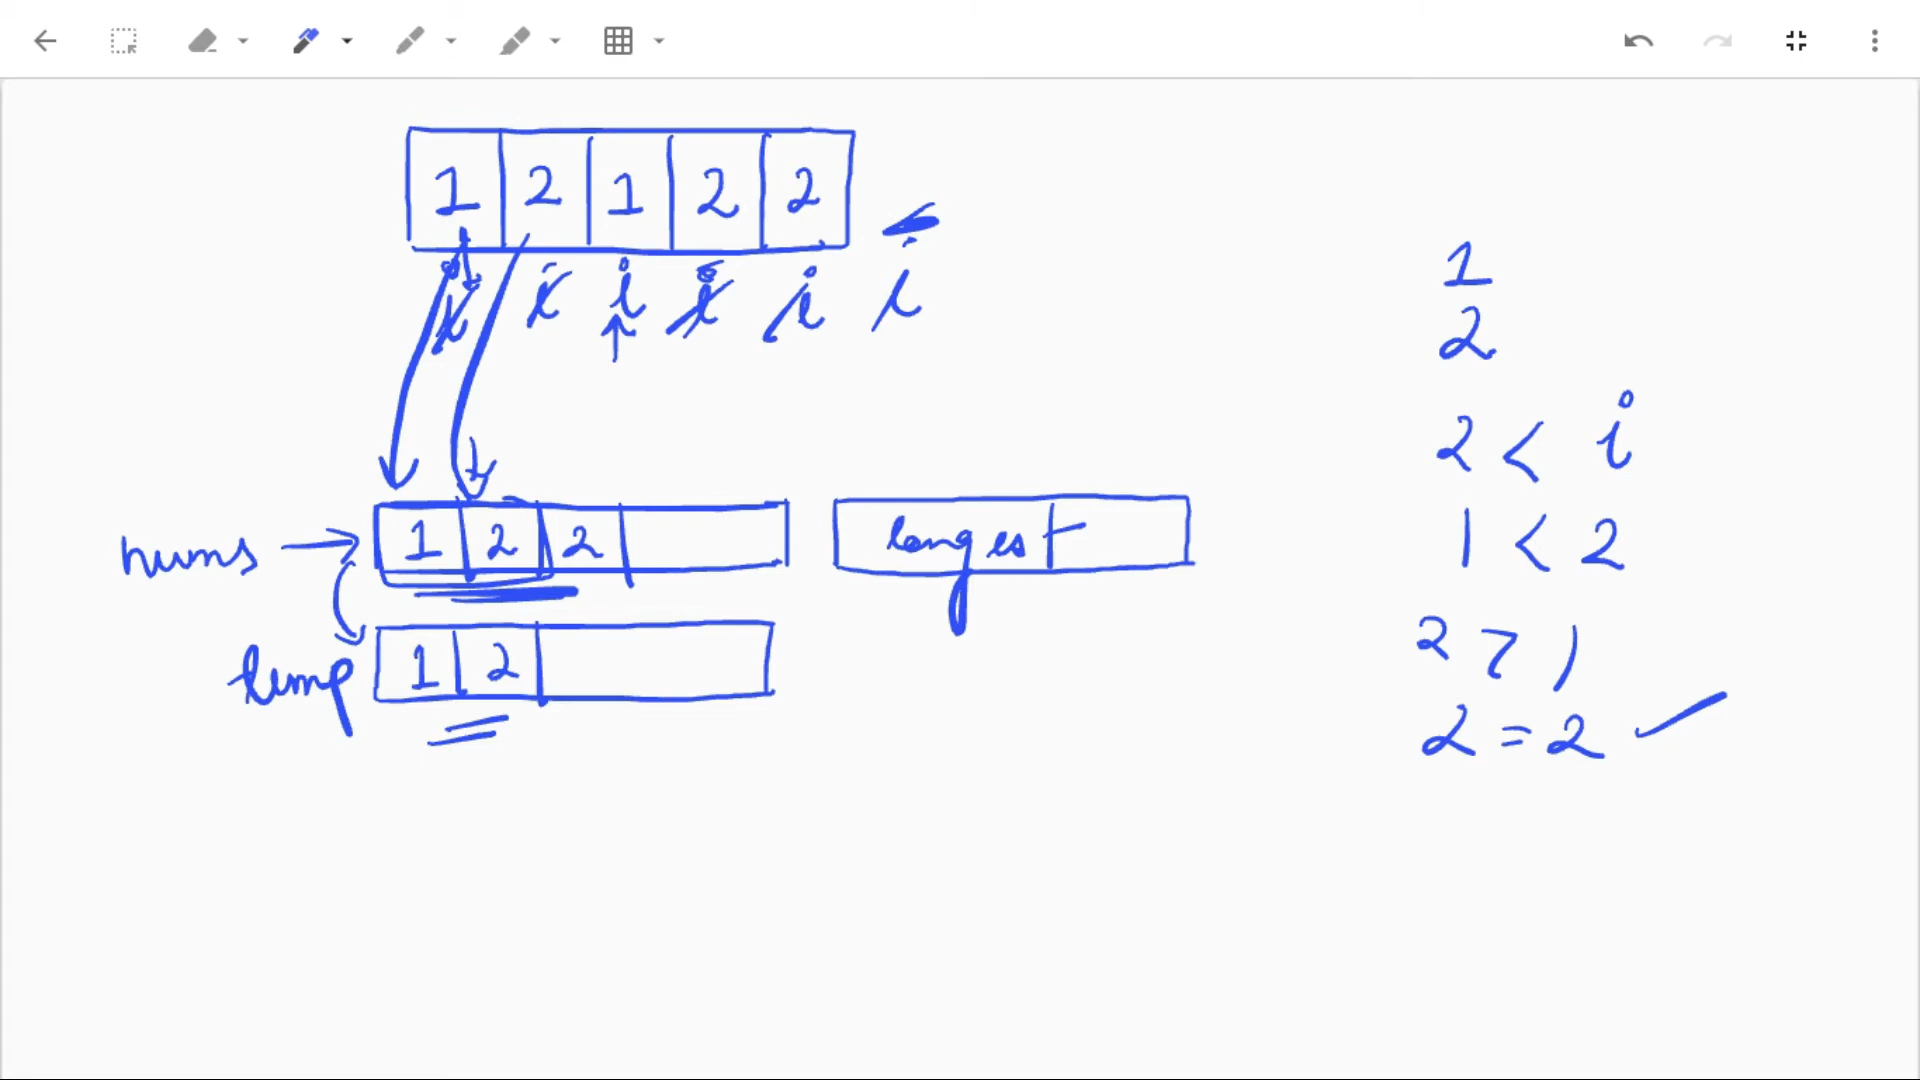 1 2 1 2 2
i i i i i i
nums → 1 2 2
longest
temp 1 2
1
2
2 < i
1 < 2
2 > 1
2 = 2 ✓